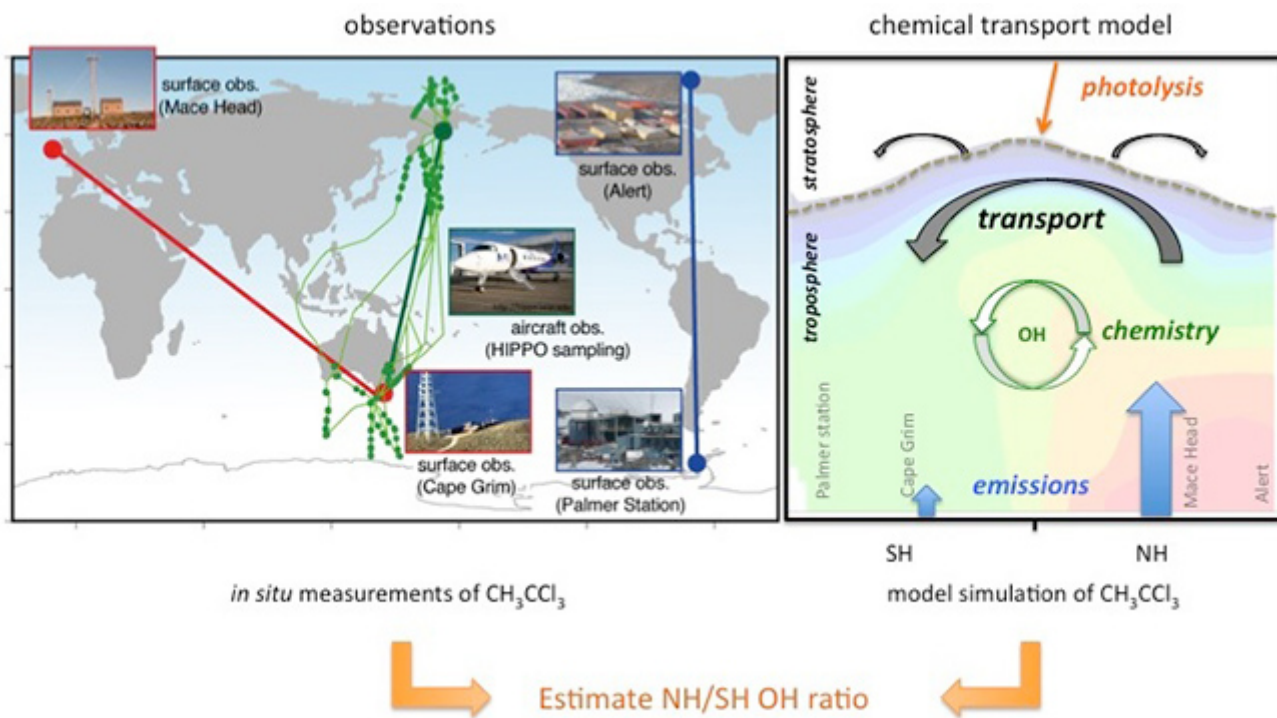 observations
chemical transport model
surface obs.
(Mace Head)
surface obs.
(Alert)
aircraft obs.
(HIPPO sampling)
surface obs.
(Cape Grim)
surface obs.
(Palmer Station)
stratosphere
troposphere
photolysis
transport
OH
chemistry
Palmer station
Cape Grim
emissions
Mace Head
Alert
SH
NH
in situ measurements of CH₃CCl₃
model simulation of CH₃CCl₃
Estimate NH/SH OH ratio